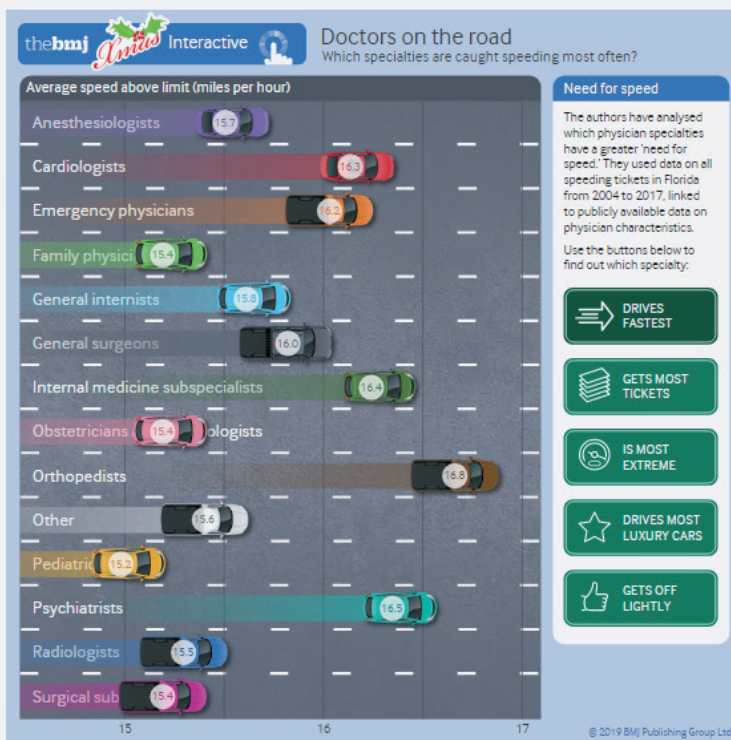 thebmj Xmas Interactive
Doctors on the road
Which specialties are caught speeding most often?
Average speed above limit (miles per hour)
Anesthesiologists 15.7
Cardiologists 16.3
Emergency physicians 16.2
Family physici 15.4
General internists 15.8
General surgeons 16.0
Internal medicine subspecialists 16.4
Obstetricians 15.4 ologists
Orthopedists 16.8
Other 15.6
Pediatric 15.2
Psychiatrists 16.5
Radiologists 15.5
Surgical sub 15.4
15 16 17
Need for speed
The authors have analysed
which physician specialties
have a greater 'need for
speed.' They used data on all
speeding tickets in Florida
from 2004 to 2017, linked
to publicly available data on
physician characteristics.
Use the buttons below to
find out which specialty:
DRIVES
FASTEST
GETS MOST
TICKETS
IS MOST
EXTREME
DRIVES MOST
LUXURY CARS
GETS OFF
LIGHTLY
© 2019 BMJ Publishing Group Ltd